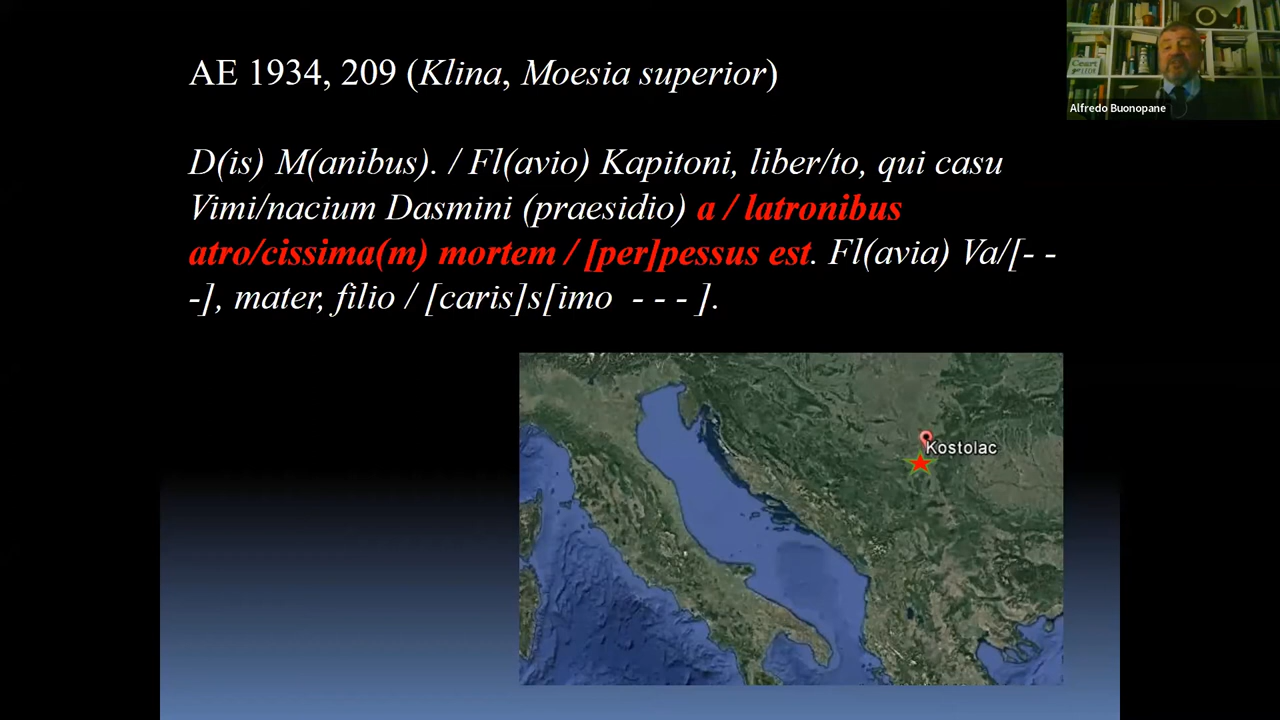 AE 1934, 209 (Klina, Moesia superior)
D(is) M(anibus). / Fl(avio) Kapitoni, liber/to, qui casu
Vimi/nacium Dasmini (praesidio) a / latronibus
atro/cissima(m) mortem / [per]pessus est. Fl(avia) Va/[- -
-], mater, filio / [caris]s[imo - - - ].
Kostolac
Alfredo Buonopane